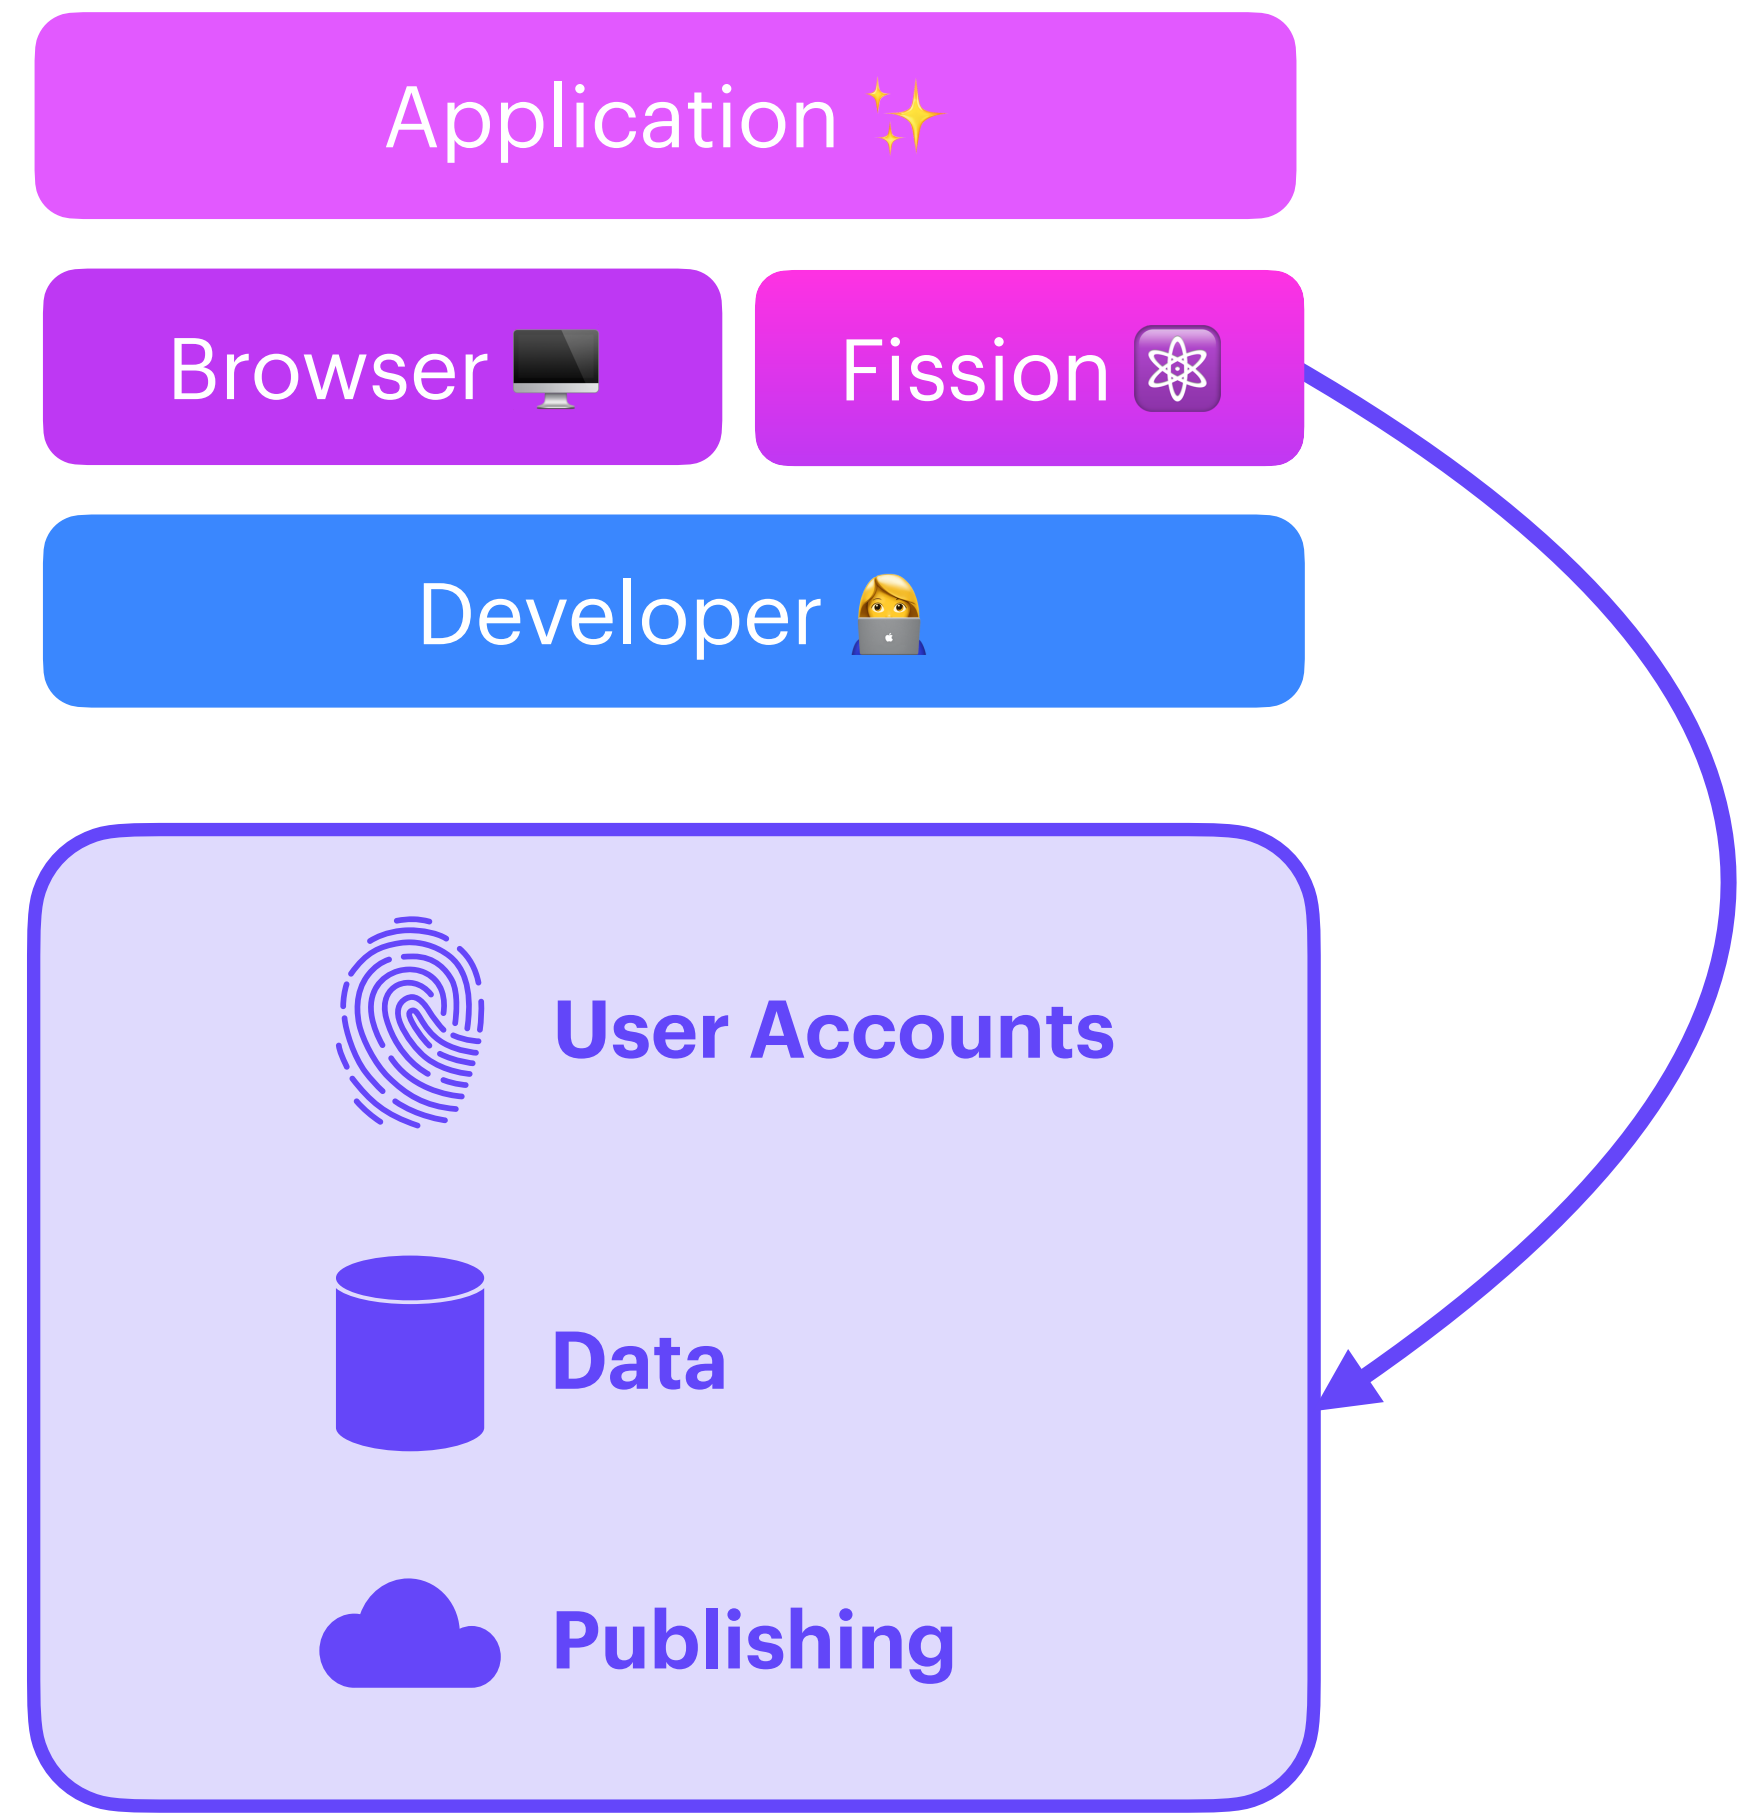 Application ✨
Browser 🖥️
Fission ⚛️
Developer 👩‍💻
User Accounts
Data
Publishing